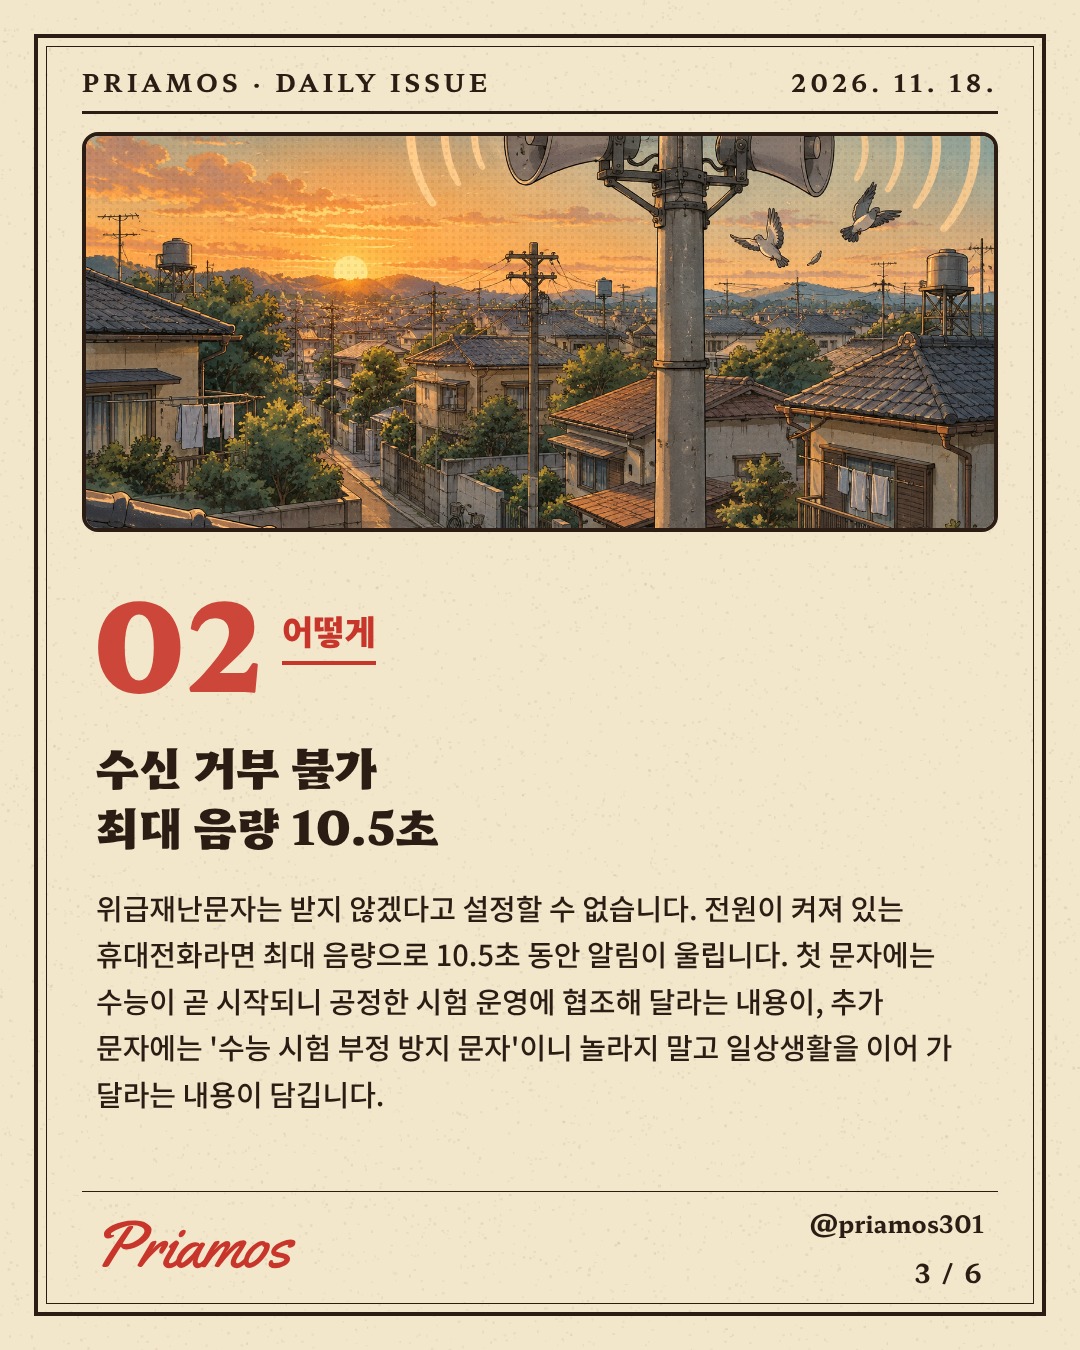 PRIAMOS · DAILY ISSUE
2026. 11. 18.
02 어떻게
수신 거부 불가
최대 음량 10.5초
위급재난문자는 받지 않겠다고 설정할 수 없습니다. 전원이 켜져 있는
휴대전화라면 최대 음량으로 10.5초 동안 알림이 울립니다. 첫 문자에는
수능이 곧 시작되니 공정한 시험 운영에 협조해 달라는 내용이, 추가
문자에는 '수능 시험 부정 방지 문자'이니 놀라지 말고 일상생활을 이어 가
달라는 내용이 담깁니다.
Priamos
@priamos301
3 / 6